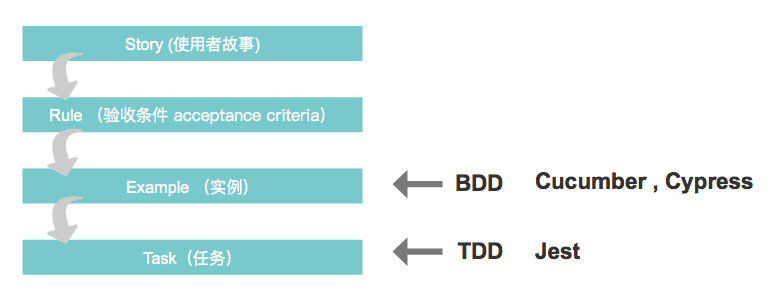 Story (使用者故事)
Rule （验收条件 acceptance criteria）
Example （实例） BDD Cucumber , Cypress
Task（任务） TDD Jest